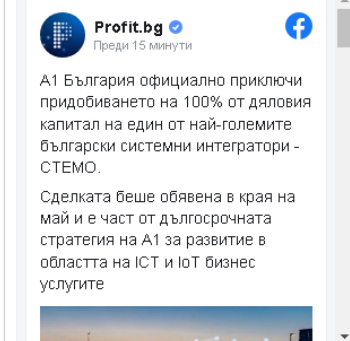 Profit.bg
Преди 15 минути
А1 България официално приключи
придобиването на 100% от дяловия
капитал на един от най-големите
български системни интегратори -
СТЕМО.
Сделката беше обявена в края на
май и е част от дългосрочната
стратегия на А1 за развитие в
областта на ICT и IoT бизнес
услугите